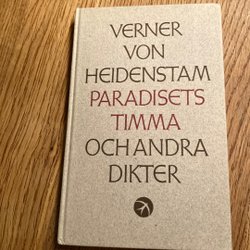 VERNER
VON
HEIDENSTAM
PARADISETS
TIMMA
OCH ANDRA
DIKTER